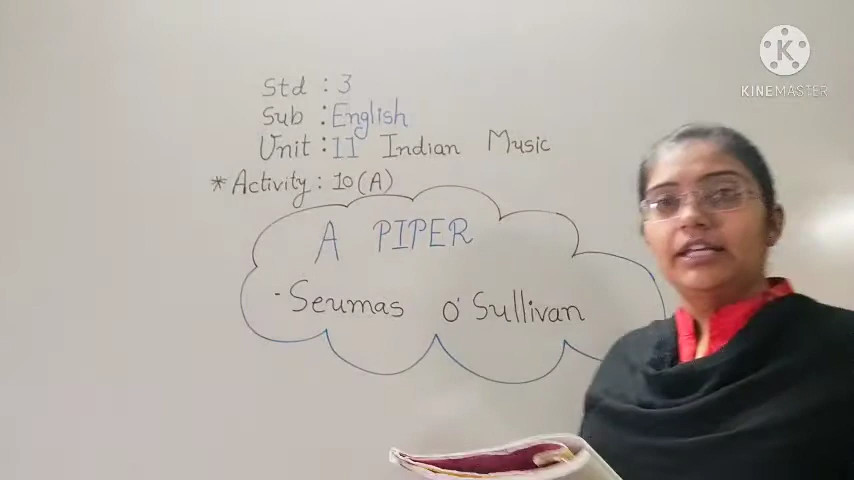 K
KINEMASTER
Std : 3
Sub : English
Unit : 11 Indian Music
* Activity : 10 (A)
A PIPER
- Seumas O' Sullivan